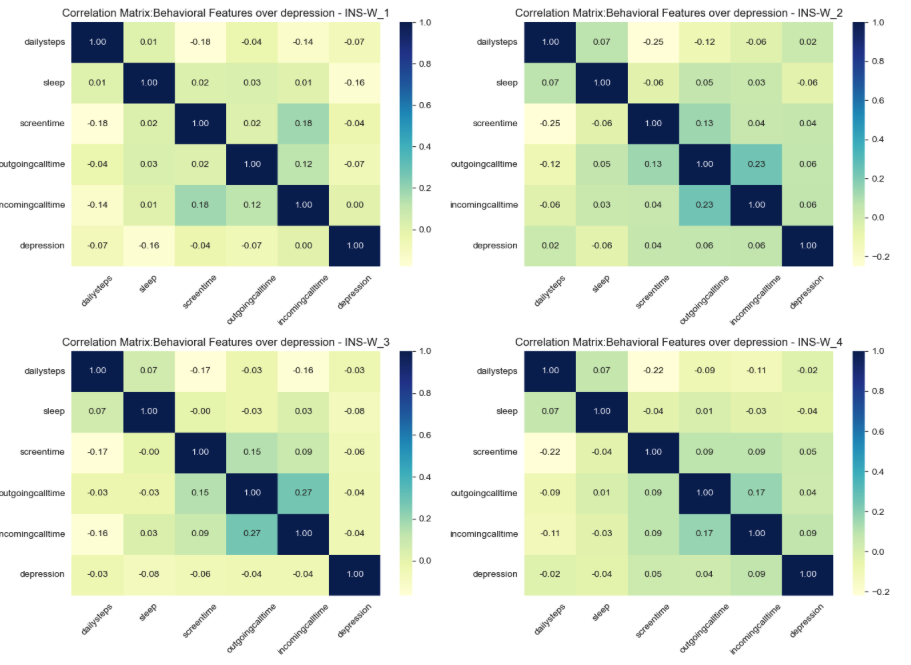 Correlation Matrix:Behavioral Features over depression - INS-W_1
dailysteps 1.00 0.01 -0.18 -0.04 -0.14 -0.07
sleep 0.01 1.00 0.02 0.03 0.01 -0.16
screentime -0.18 0.02 1.00 0.02 0.18 -0.04
outgoingcalltime -0.04 0.03 0.02 1.00 0.12 -0.07
ncomingcalltime -0.14 0.01 0.18 0.12 1.00 0.00
depression -0.07 -0.16 -0.04 -0.07 0.00 1.00
dailysteps sleep screentime outgoingcalltime incomingcalltime depression
1.0
0.8
0.6
0.4
0.2
0.0
Correlation Matrix:Behavioral Features over depression - INS-W_2
dailysteps 1.00 0.07 -0.25 -0.12 -0.06 0.02
sleep 0.07 1.00 -0.06 0.05 0.03 -0.06
screentime -0.25 -0.06 1.00 0.13 0.04 0.04
outgoingcalltime -0.12 0.05 0.13 1.00 0.23 0.06
incomingcalltime -0.06 0.03 0.04 0.23 1.00 0.06
depression 0.02 -0.06 0.04 0.06 0.06 1.00
dailysteps sleep screentime outgoingcalltime incomingcalltime depression
1.0
0.8
0.6
0.4
0.2
0.0
−0.2
Correlation Matrix:Behavioral Features over depression - INS-W_3
dailysteps 1.00 0.07 -0.17 -0.03 -0.16 -0.03
sleep 0.07 1.00 -0.00 -0.03 0.03 -0.08
screentime -0.17 -0.00 1.00 0.15 0.09 -0.06
outgoingcalltime -0.03 -0.03 0.15 1.00 0.27 -0.04
ncomingcalltime -0.16 0.03 0.09 0.27 1.00 -0.04
depression -0.03 -0.08 -0.06 -0.04 -0.04 1.00
dailysteps sleep screentime outgoingcalltime incomingcalltime depression
1.0
0.8
0.6
0.4
0.2
0.0
Correlation Matrix:Behavioral Features over depression - INS-W_4
dailysteps 1.00 0.07 -0.22 -0.09 -0.11 -0.02
sleep 0.07 1.00 -0.04 0.01 -0.03 -0.04
screentime -0.22 -0.04 1.00 0.09 0.09 0.05
outgoingcalltime -0.09 0.01 0.09 1.00 0.17 0.04
incomingcalltime -0.11 -0.03 0.09 0.17 1.00 0.09
depression -0.02 -0.04 0.05 0.04 0.09 1.00
dailysteps sleep screentime outgoingcalltime incomingcalltime depression
1.0
0.8
0.6
0.4
0.2
0.0
−0.2